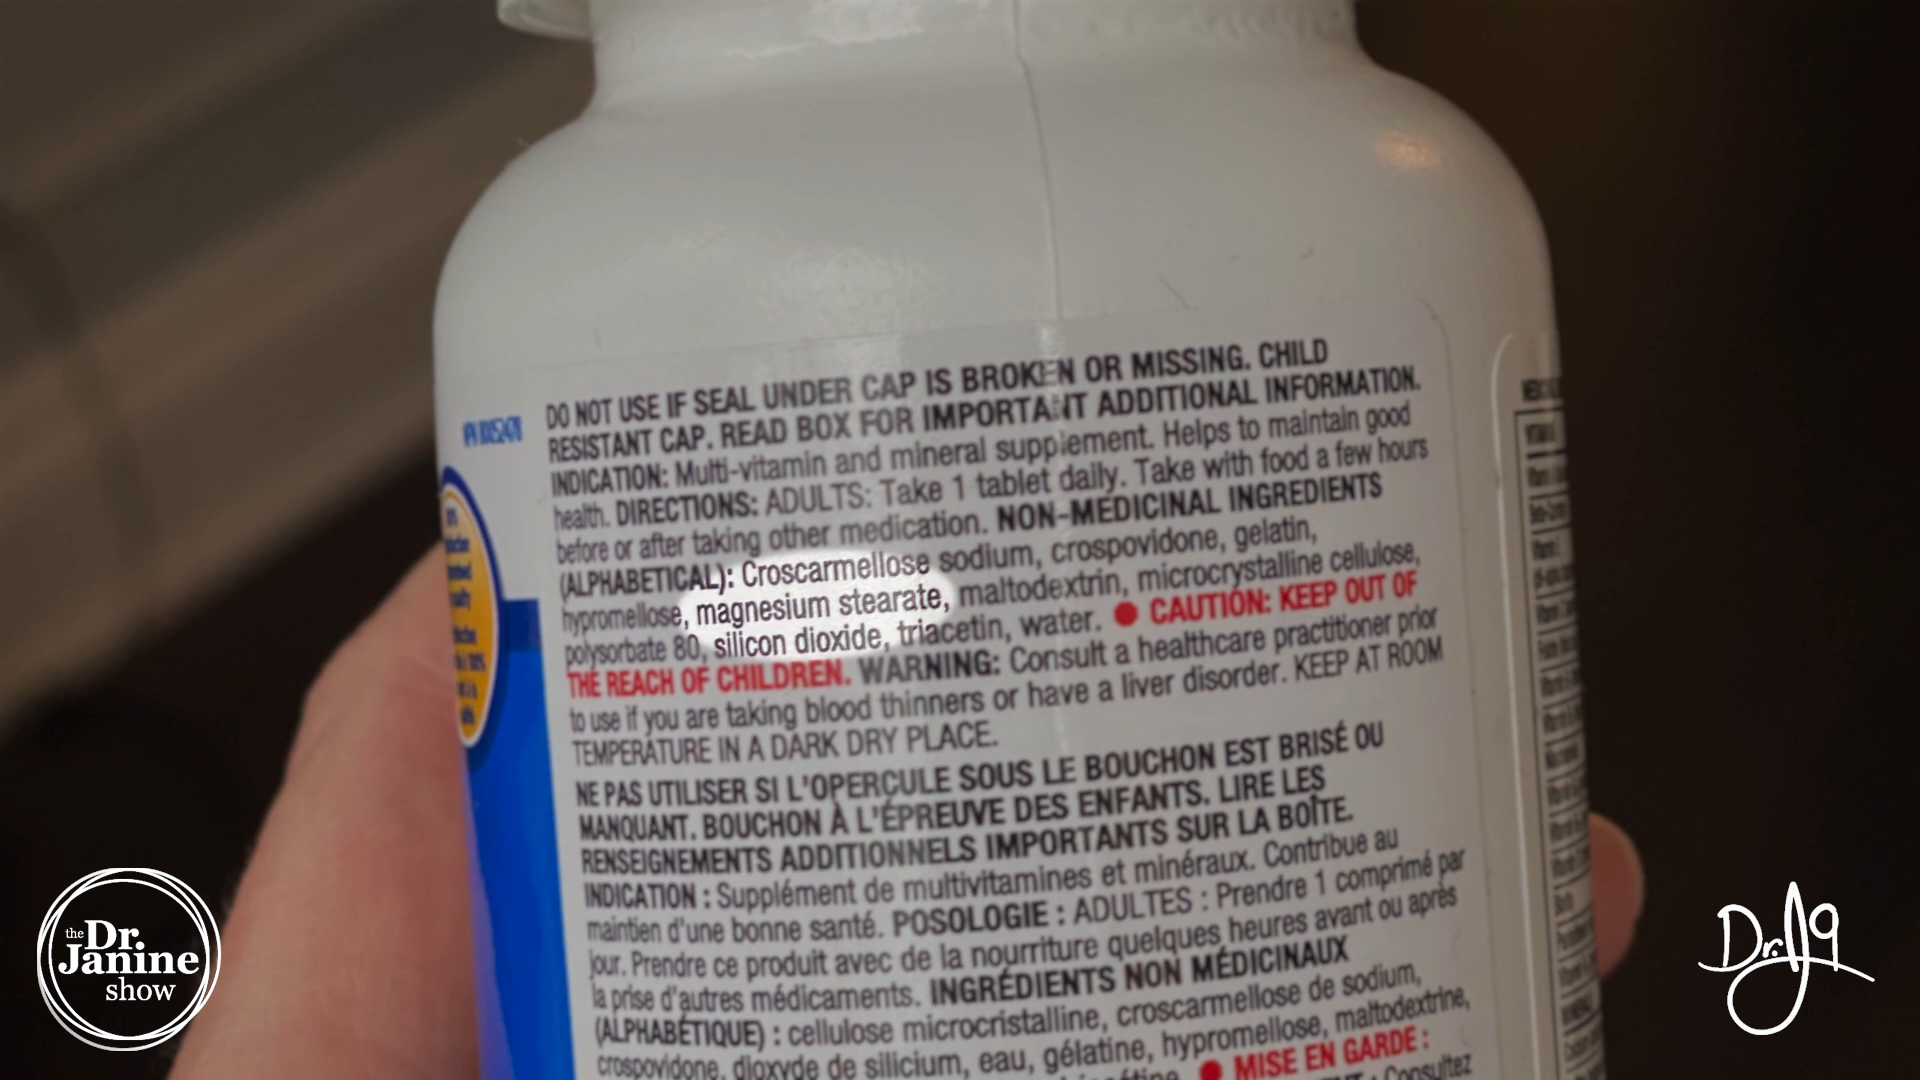 DO NOT USE IF SEAL UNDER CAP IS BROKEN OR MISSING. CHILD
RESISTANT CAP. READ BOX FOR IMPORTANT ADDITIONAL INFORMATION.
INDICATION: Multi-vitamin and mineral supplement. Helps to maintain good
health. DIRECTIONS: ADULTS: Take 1 tablet daily. Take with food a few hours
before or after taking other medication. NON-MEDICINAL INGREDIENTS
(ALPHABETICAL): Croscarmellose sodium, crospovidone, gelatin,
hypromellose, magnesium stearate, maltodextrin, microcrystalline cellulose,
polysorbate 80, silicon dioxide, triacetin, water. ● CAUTION: KEEP OUT OF
THE REACH OF CHILDREN. WARNING: Consult a healthcare practitioner prior
to use if you are taking blood thinners or have a liver disorder. KEEP AT ROOM
TEMPERATURE IN A DARK DRY PLACE.
NE PAS UTILISER SI L'OPERCULE SOUS LE BOUCHON EST BRISÉ OU
MANQUANT. BOUCHON À L'ÉPREUVE DES ENFANTS. LIRE LES
RENSEIGNEMENTS ADDITIONNELS IMPORTANTS SUR LA BOÎTE.
INDICATION : Supplément de multivitamines et minéraux. Contribue au
maintien d'une bonne santé. POSOLOGIE : ADULTES : Prendre 1 comprimé par
jour. Prendre ce produit avec de la nourriture quelques heures avant ou après
la prise d'autres médicaments. INGRÉDIENTS NON MÉDICINAUX
(ALPHABÉTIQUE) : cellulose microcristalline, croscarmellose de sodium,
crospovidone, dioxyde de silicium, eau, gélatine, hypromellose, maltodextrine,
● MISE EN GARDE :
Consultez
the
Dr.
Janine
show
Dr. J9